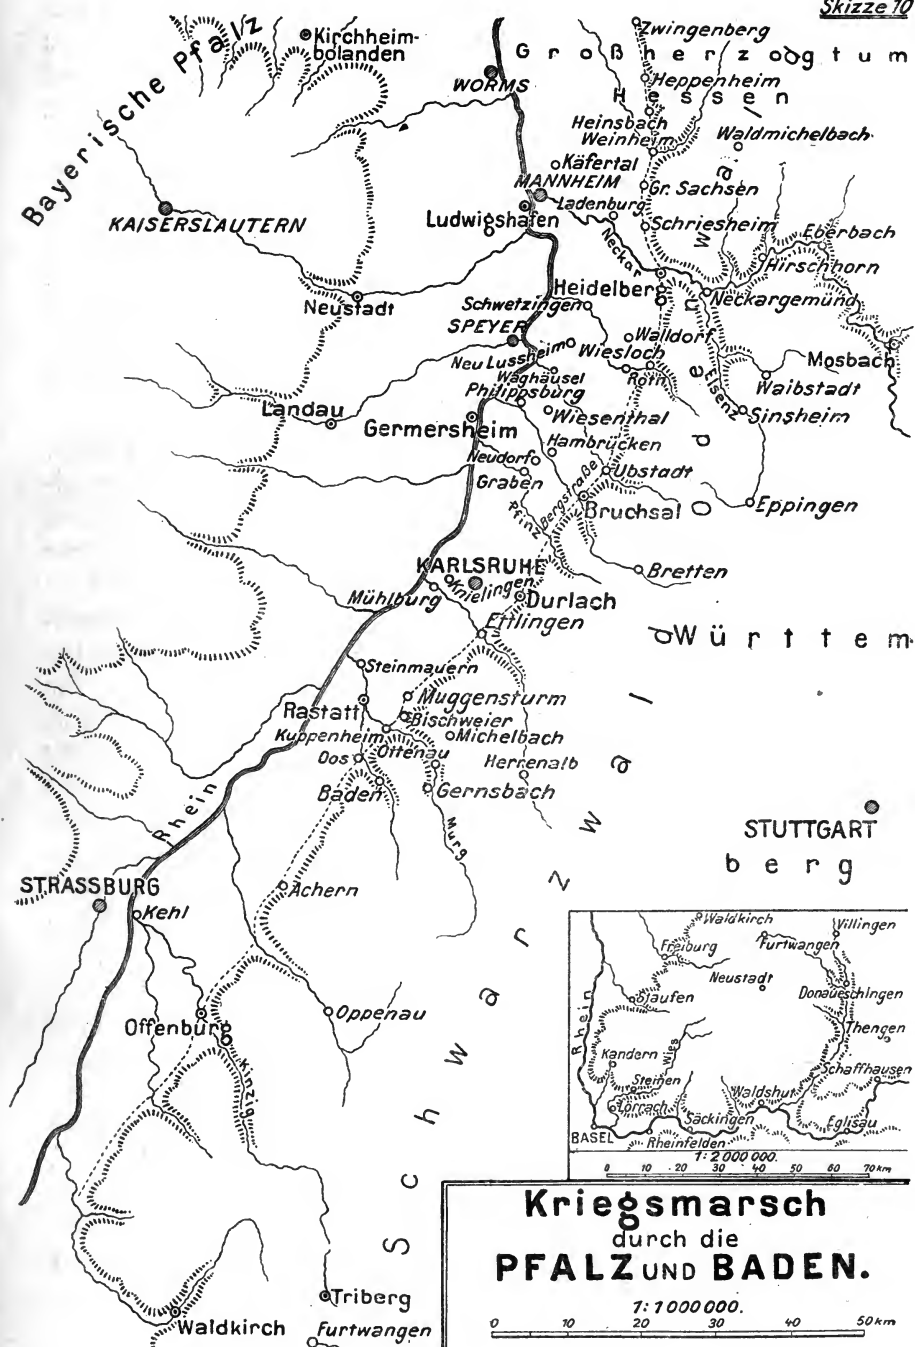 Skizze 10
Bayerische Pfalz
Kirchheim-
bolanden
Großherzogtum
Hessen
Zwingenberg
Heppenheim
WORMS
Heinsbach
Weinheim
Waldmichelbach
Käfertal
MANNHEIM
Gr. Sachsen
Ladenburg
KAISERSLAUTERN
Ludwigshafen
Schriesheim
Eberbach
Neckar
Hirschhorn
Odenwald
Neustadt
Schwetzingen
Heidelberg
Neckargemünd
SPEYER
Walldorf
Neu Lussheim
Wiesloch
Mosbach
Waghäusel
Roth
Elsenz
Waibstadt
Landau
Philippsburg
Wiesenthal
Sinsheim
Germersheim
Hambrücken
Neudorf
Graben
Bergstraße
Ubstadt
Pfinz
Bruchsal
Eppingen
KARLSRUHE
Knielingen
Bretten
Mühlburg
Durlach
Ettlingen
Württem-
berg
Steinmauern
Rastatt
Muggensturm
Bischweier
Kuppenheim
Michelbach
Oos
Ottenau
Herrenalb
Baden
Gernsbach
Rhein
Murg
Schwarzwald
STUTTGART
STRASSBURG
Kehl
Achern
Offenburg
Oppenau
Kinzig
Triberg
Waldkirch
Furtwangen
Waldkirch
Villingen
Freiburg
Furtwangen
Neustadt
Donaueschingen
Staufen
Rhein
Thengen
Kandern
Wies
Schaffhausen
Steinen
Waldshut
Lörrach
Säckingen
Eglisau
BASEL
Rheinfelden
1:2000000.
0 10 20 30 40 50 60 70 km
Kriegsmarsch
durch die
PFALZ UND BADEN.
1:1000000.
0 10 20 30 40 50 km